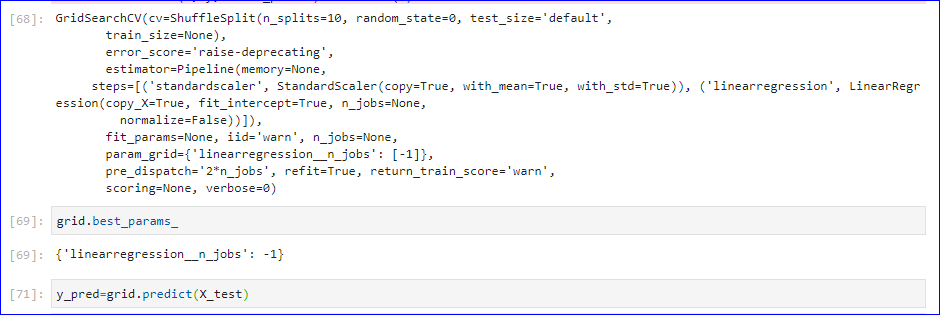 [68]: GridSearchCV(cv=ShuffleSplit(n_splits=10, random_state=0, test_size='default',
train_size=None),
error_score='raise-deprecating',
estimator=Pipeline(memory=None,
steps=[('standardscaler', StandardScaler(copy=True, with_mean=True, with_std=True)), ('linearregression', LinearRegr
ession(copy_X=True, fit_intercept=True, n_jobs=None,
normalize=False))]),
fit_params=None, iid='warn', n_jobs=None,
param_grid={'linearregression__n_jobs': [-1]},
pre_dispatch='2*n_jobs', refit=True, return_train_score='warn',
scoring=None, verbose=0)
[69]: grid.best_params_
[69]: {'linearregression__n_jobs': -1}
[71]: y_pred=grid.predict(X_test)